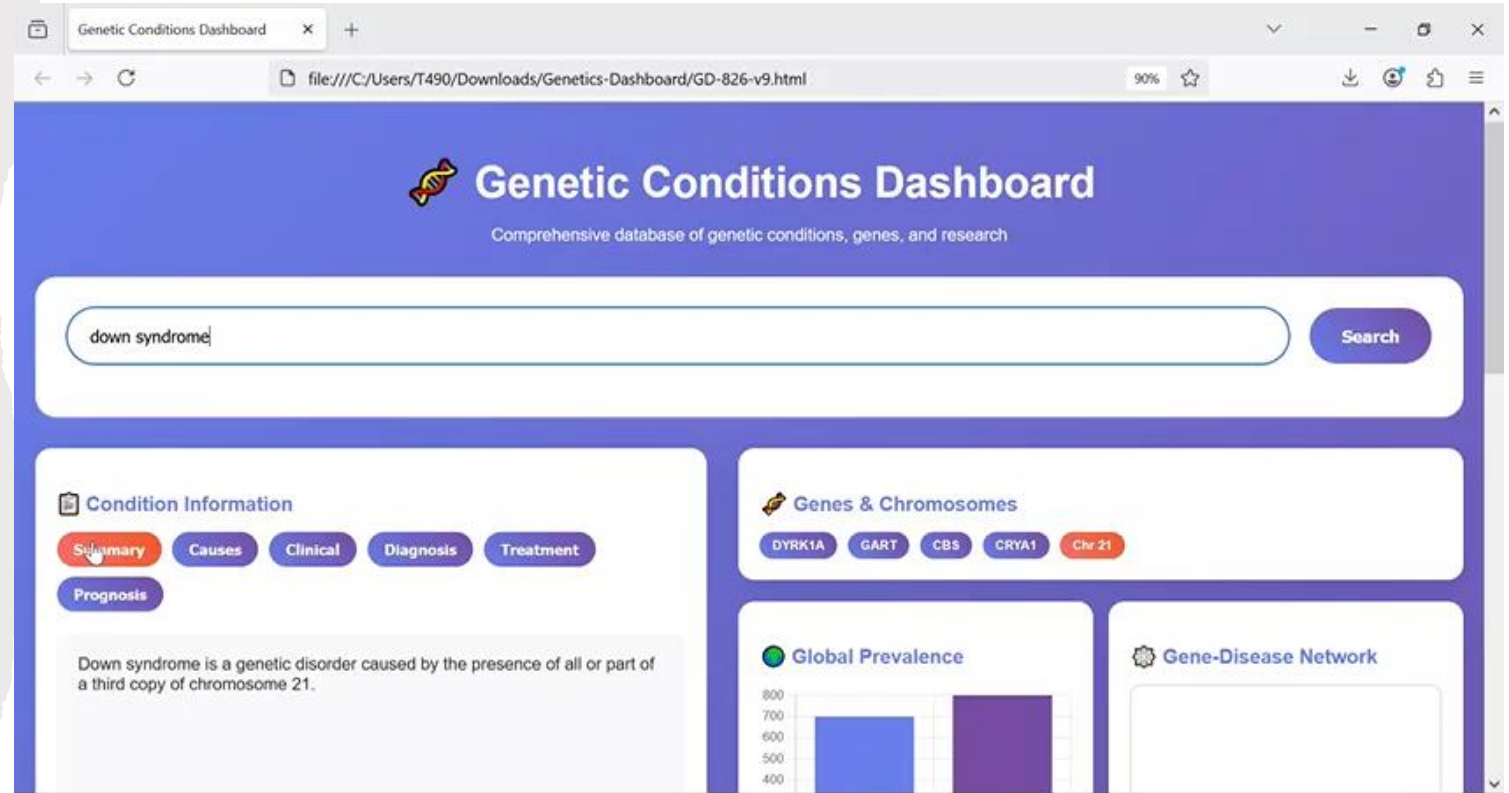 Genetic Conditions Dashboard
file:///C:/Users/T490/Downloads/Genetics-Dashboard/GD-826-v9.html
90%
Genetic Conditions Dashboard
Comprehensive database of genetic conditions, genes, and research
down syndrome
Search
Condition Information
Summary Causes Clinical Diagnosis Treatment
Prognosis
Down syndrome is a genetic disorder caused by the presence of all or part of
a third copy of chromosome 21.
Genes & Chromosomes
DYRK1A GART CBS CRYA1 Chr 21
Global Prevalence
800
700
600
500
400
Gene-Disease Network